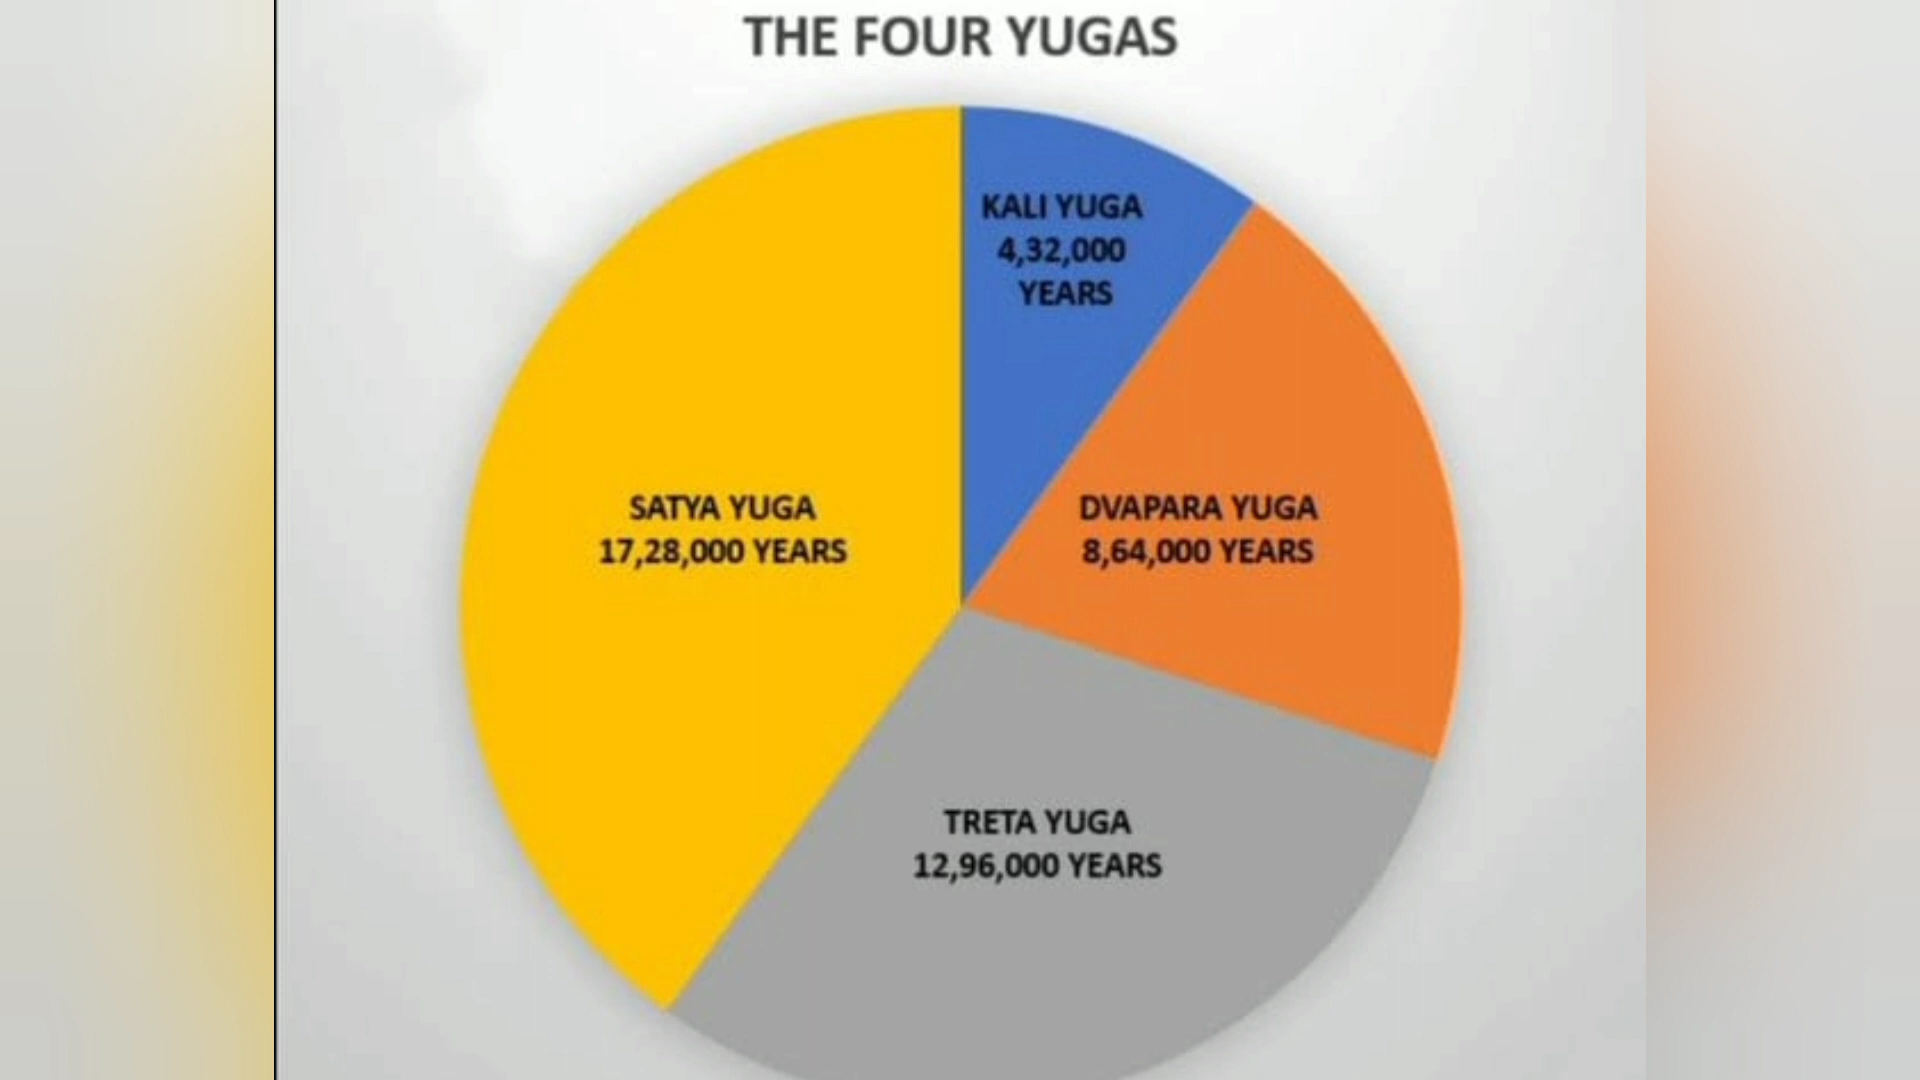 THE FOUR YUGAS
KALI YUGA
4,32,000
YEARS
DVAPARA YUGA
8,64,000 YEARS
SATYA YUGA
17,28,000 YEARS
TRETA YUGA
12,96,000 YEARS